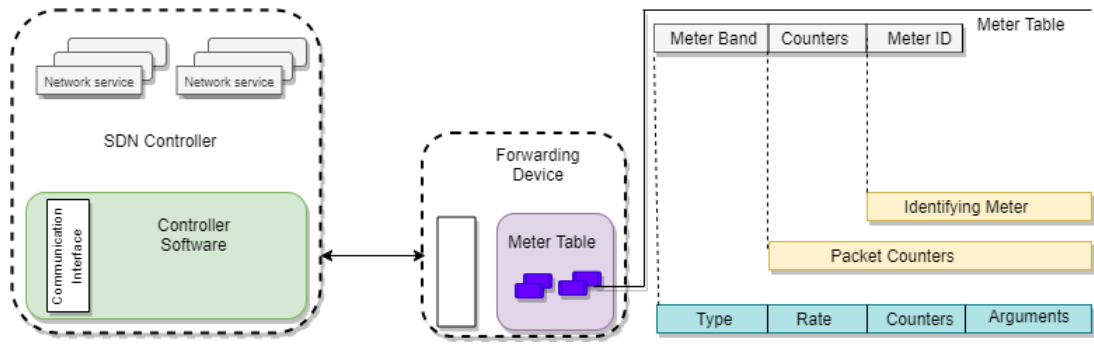 Network service
Network service
SDN Controller
Communication
Interface
Controller
Software
Forwarding
Device
Meter Table
Meter Table
Meter Band
Counters
Meter ID
Identifying Meter
Packet Counters
Type
Rate
Counters
Arguments